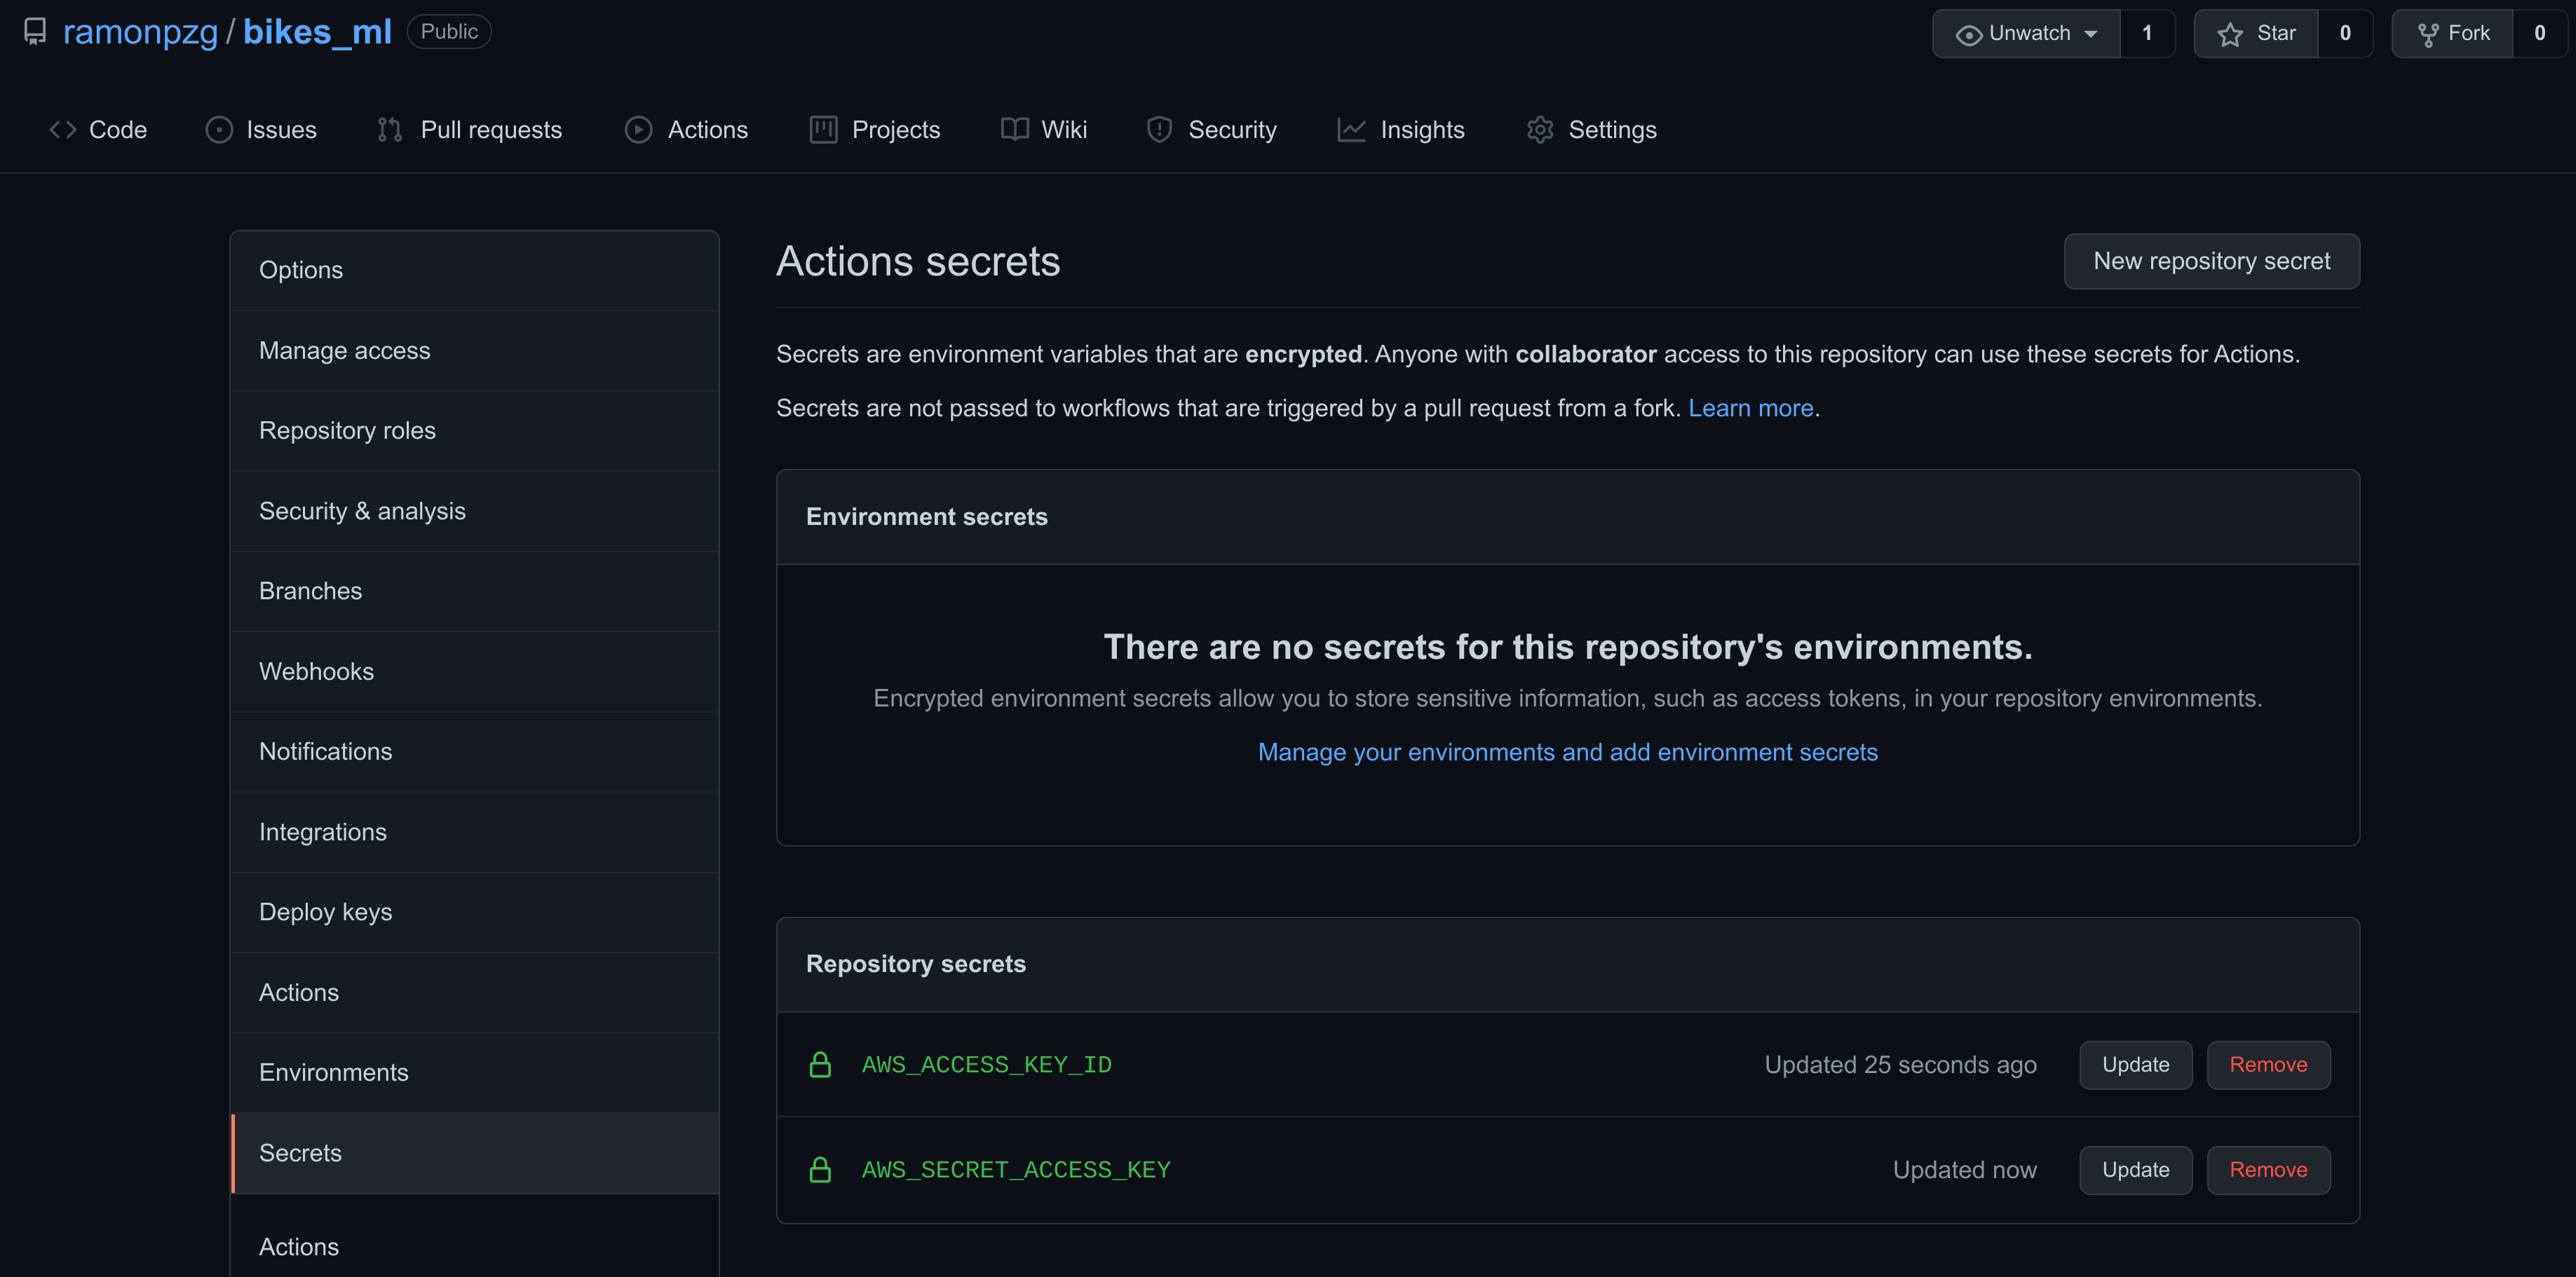 ramonpzg / bikes_ml Public
Unwatch 1 Star 0 Fork 0
Code Issues Pull requests Actions Projects Wiki Security Insights Settings
Options
Manage access
Repository roles
Security & analysis
Branches
Webhooks
Notifications
Integrations
Deploy keys
Actions
Environments
Secrets
Actions
Actions secrets
New repository secret
Secrets are environment variables that are encrypted. Anyone with collaborator access to this repository can use these secrets for Actions.
Secrets are not passed to workflows that are triggered by a pull request from a fork. Learn more.
Environment secrets
There are no secrets for this repository's environments.
Encrypted environment secrets allow you to store sensitive information, such as access tokens, in your repository environments.
Manage your environments and add environment secrets
Repository secrets
AWS_ACCESS_KEY_ID Updated 25 seconds ago Update Remove
AWS_SECRET_ACCESS_KEY Updated now Update Remove